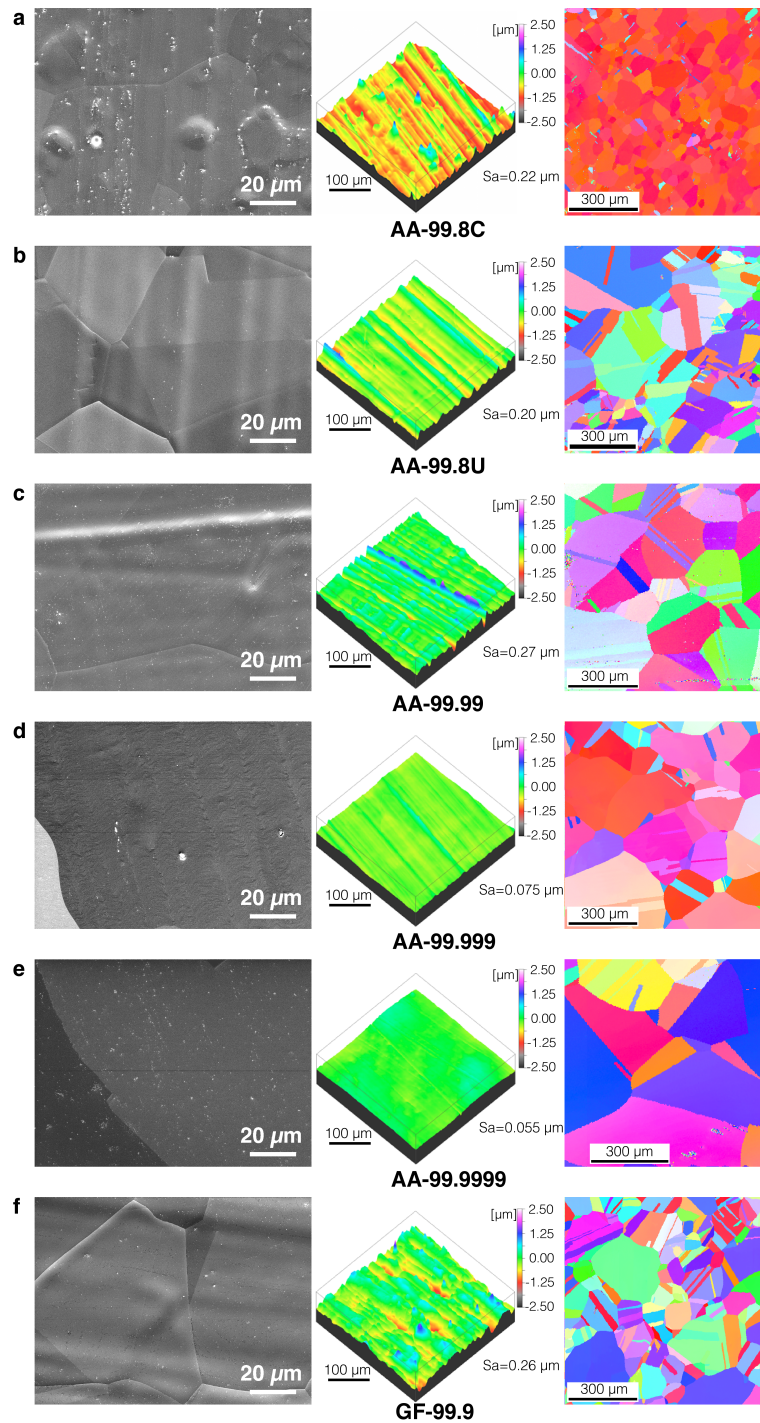 a
20 µm
[µm]
2.50
1.25
0.00
-1.25
-2.50
100 µm
Sa=0.22 µm
300 µm
AA-99.8C
b
20 µm
[µm]
2.50
1.25
0.00
-1.25
-2.50
100 µm
Sa=0.20 µm
300 µm
AA-99.8U
c
20 µm
[µm]
2.50
1.25
0.00
-1.25
-2.50
100 µm
Sa=0.27 µm
300 µm
AA-99.99
d
20 µm
[µm]
2.50
1.25
0.00
-1.25
-2.50
100 µm
Sa=0.075 µm
300 µm
AA-99.999
e
20 µm
[µm]
2.50
1.25
0.00
-1.25
-2.50
100 µm
Sa=0.055 µm
300 µm
AA-99.9999
f
20 µm
[µm]
2.50
1.25
0.00
-1.25
-2.50
100 µm
Sa=0.26 µm
300 µm
GF-99.9